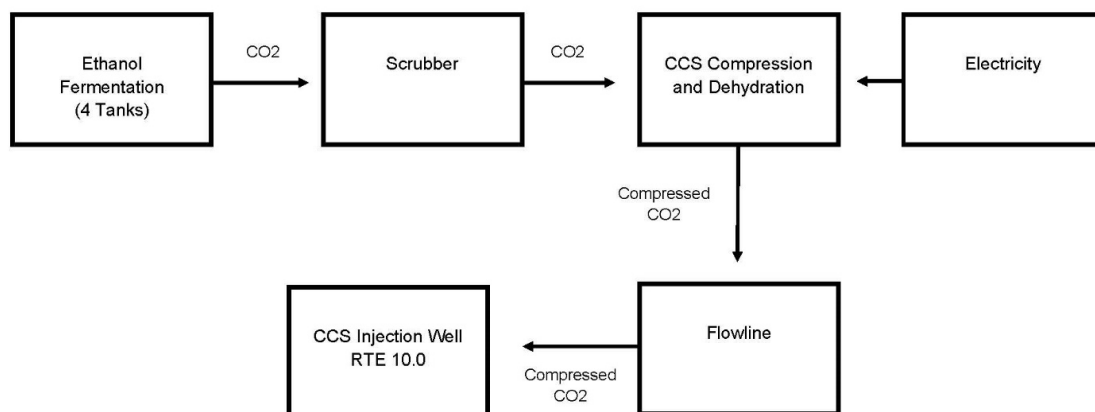 Ethanol
Fermentation
(4 Tanks)
CO2
Scrubber
CO2
CCS Compression
and Dehydration
Electricity
Compressed
CO2
CCS Injection Well
RTE 10.0
Compressed
CO2
Flowline